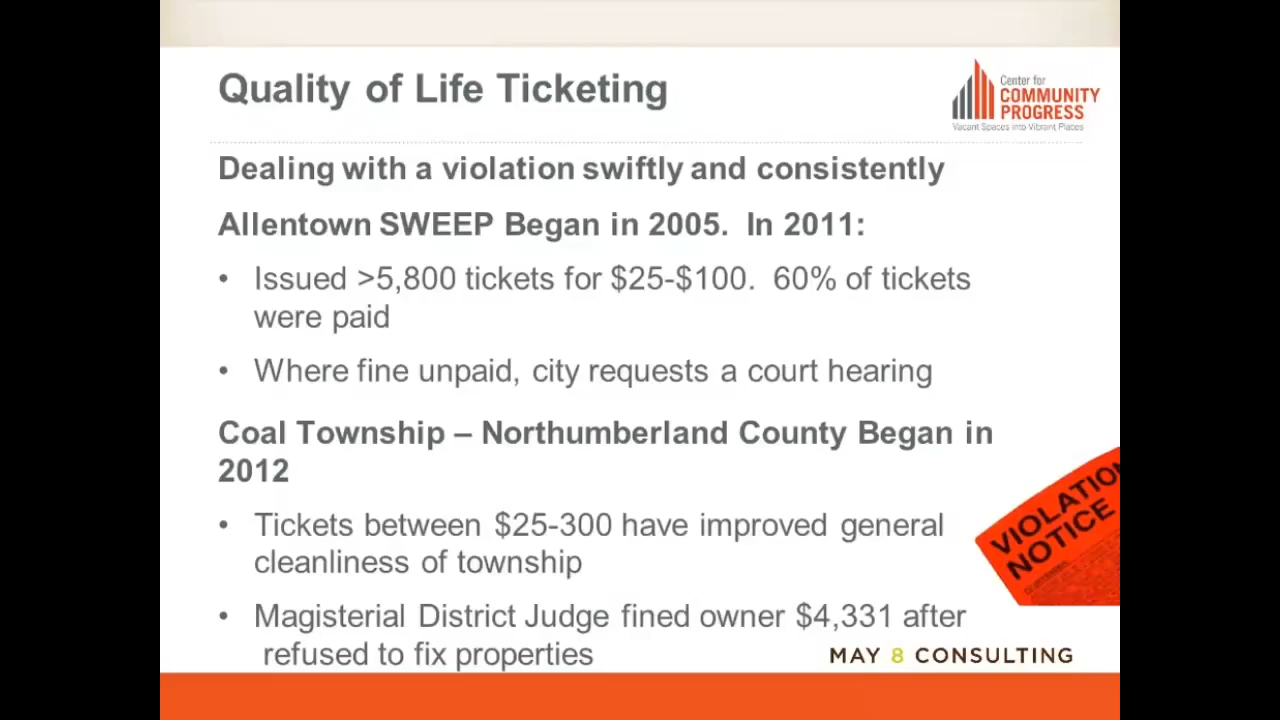 Quality of Life Ticketing
Center for
COMMUNITY
PROGRESS
Vacant Spaces into Vibrant Places
Dealing with a violation swiftly and consistently
Allentown SWEEP Began in 2005.  In 2011:
• Issued >5,800 tickets for $25-$100.  60% of tickets
were paid
• Where fine unpaid, city requests a court hearing
Coal Township – Northumberland County Began in
2012
• Tickets between $25-300 have improved general
cleanliness of township
• Magisterial District Judge fined owner $4,331 after
refused to fix properties
VIOLATION
NOTICE
MAY 8 CONSULTING